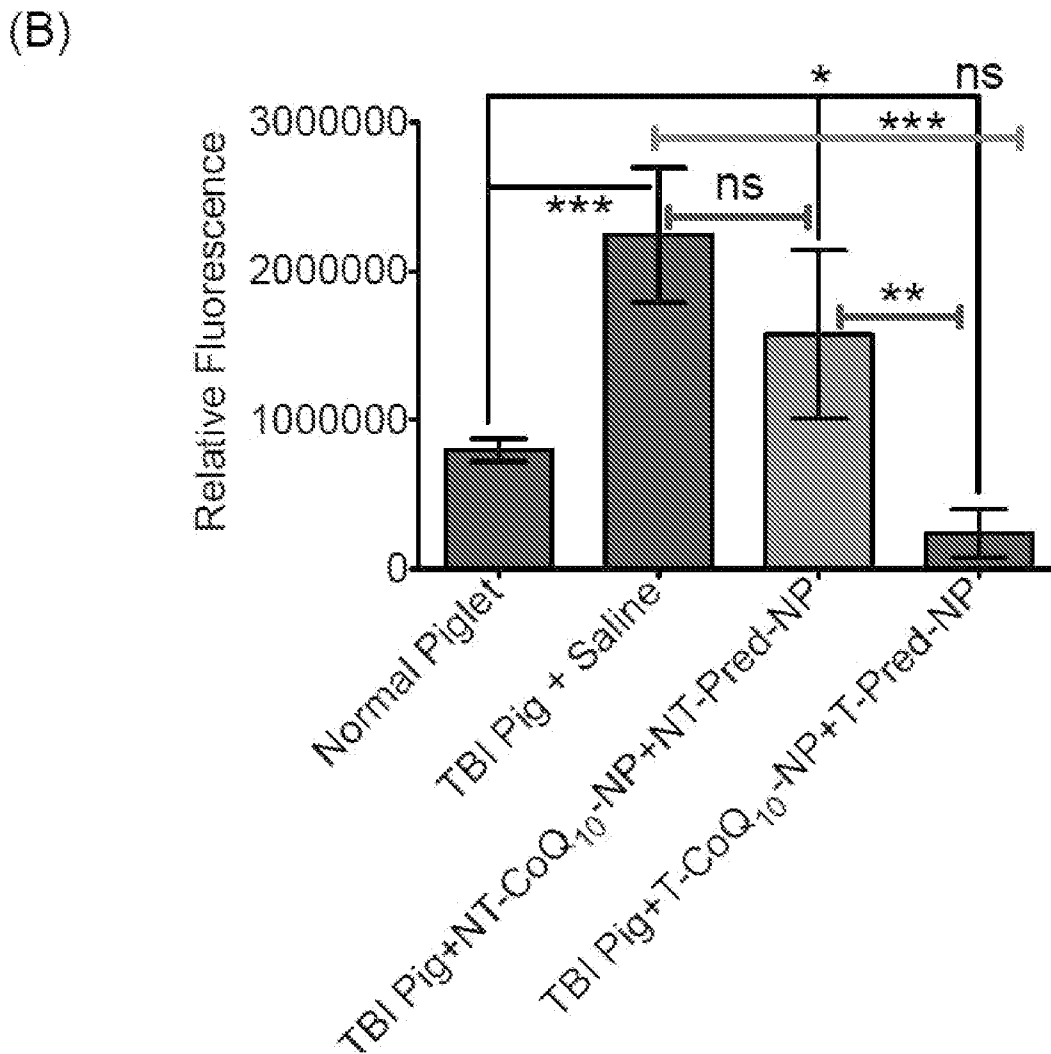 (B)
* ns
3000000
***
ns
***
2000000
**
1000000
0
Relative Fluorescence
Normal Piglet
TBI Pig + Saline
TBI Pig+NT-CoQ₁₀-NP+NT-Pred-NP
TBI Pig+T-CoQ₁₀-NP+T-Pred-NP